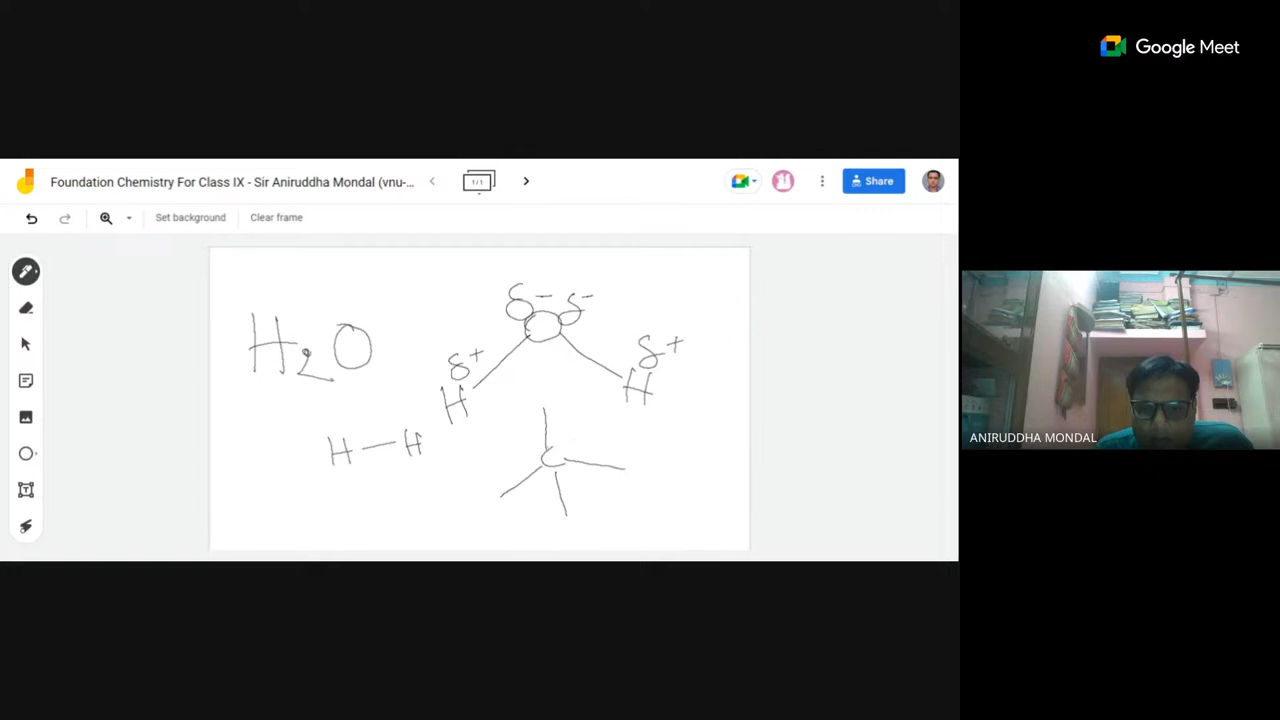 Google Meet
Foundation Chemistry For Class IX - Sir Aniruddha Mondal (vnu-...
1/1
Share
Set background
Clear frame
δ⁻ δ⁻
H₂O
δ⁺ δ⁺
H H
H — H
C
ANIRUDDHA MONDAL